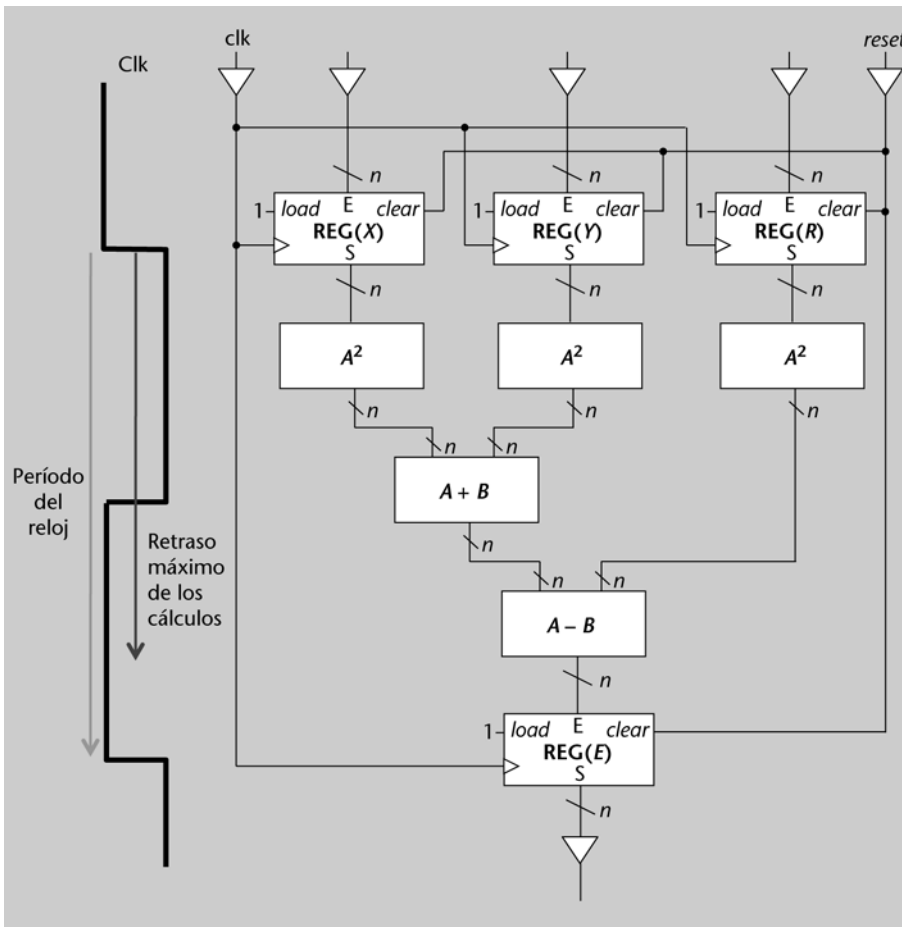 Clk
clk
reset
n
n
n
1 load E clear
REG(X)
S
1 load E clear
REG(Y)
S
1 load E clear
REG(R)
S
n
n
n
A²
A²
A²
n
n
n
n
n
A + B
Período
del
reloj
Retraso
máximo
de los
cálculos
n
n
n
A – B
n
1 load E clear
REG(E)
S
n